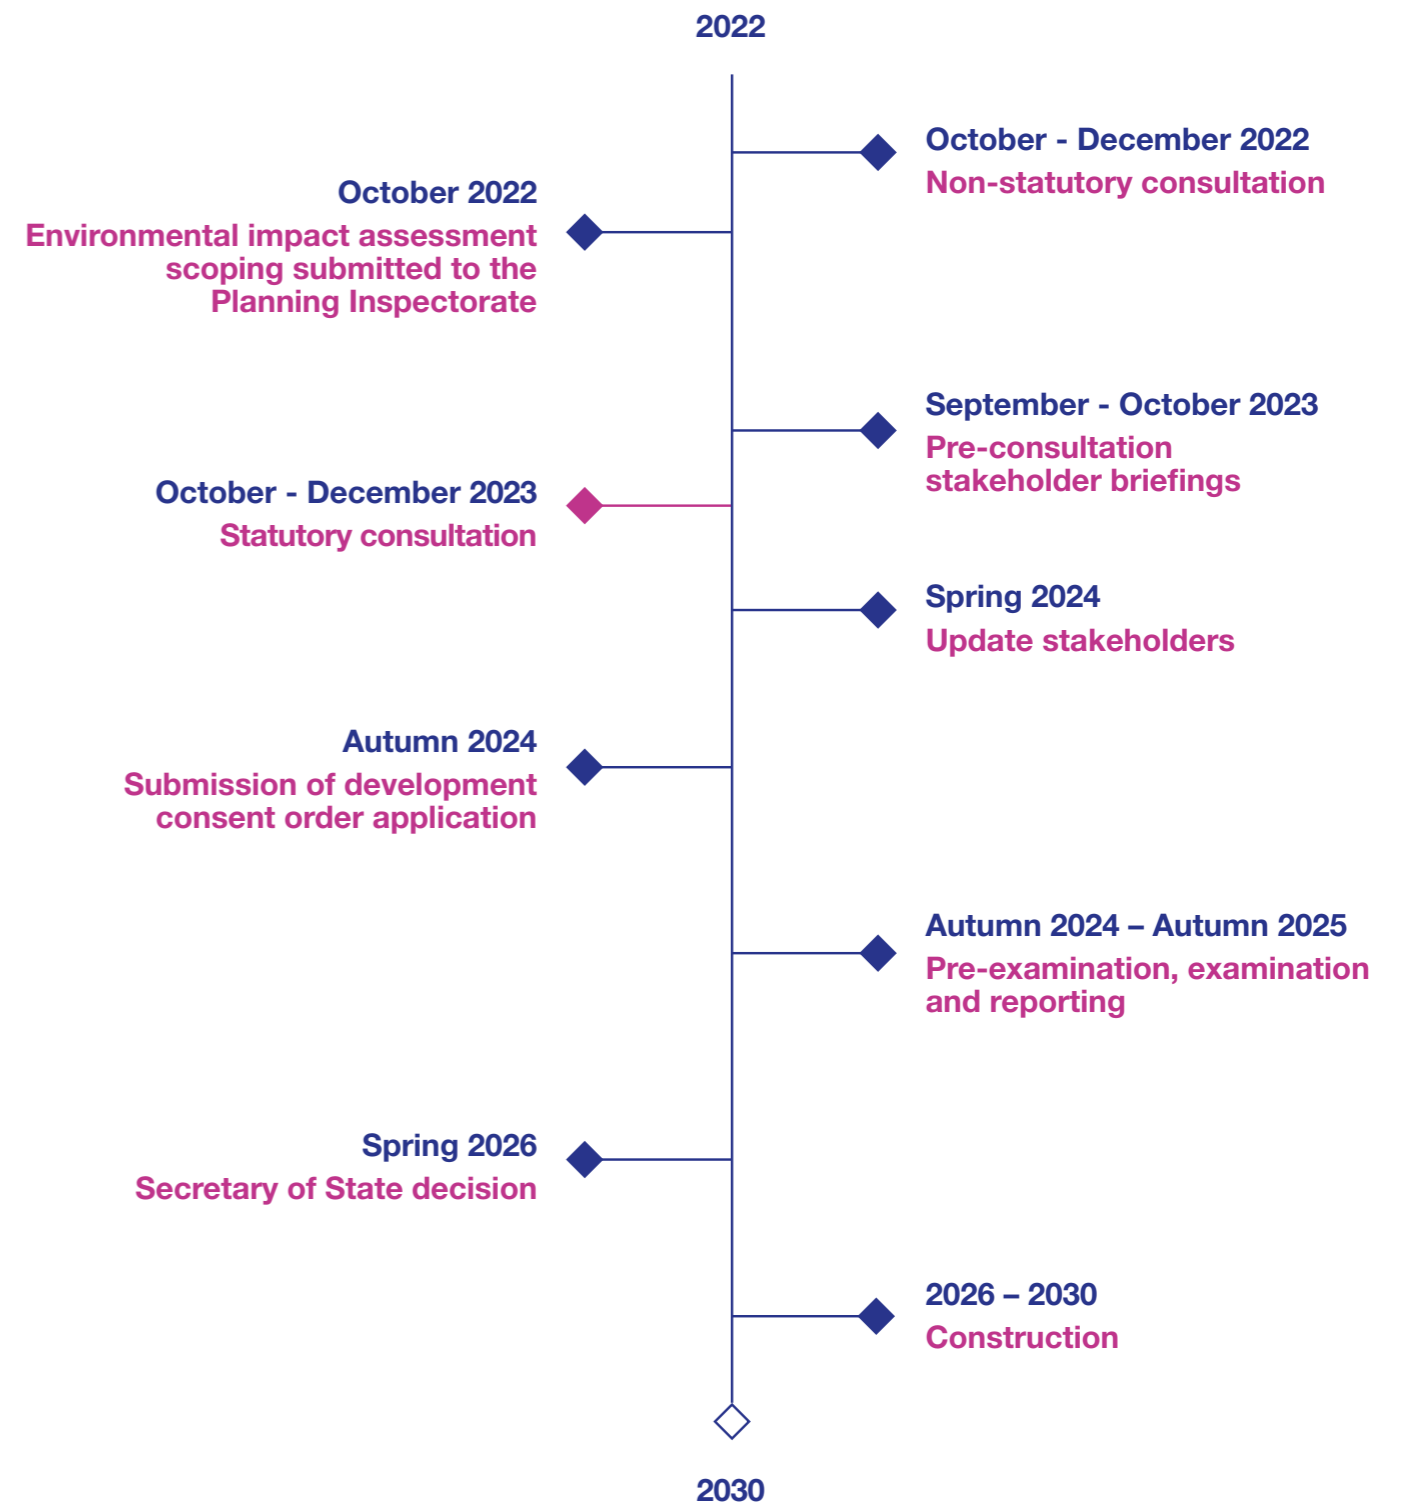 2022
October - December 2022
Non-statutory consultation
October 2022
Environmental impact assessment
scoping submitted to the
Planning Inspectorate
September - October 2023
Pre-consultation
stakeholder briefings
October - December 2023
Statutory consultation
Spring 2024
Update stakeholders
Autumn 2024
Submission of development
consent order application
Autumn 2024 – Autumn 2025
Pre-examination, examination
and reporting
Spring 2026
Secretary of State decision
2026 – 2030
Construction
2030